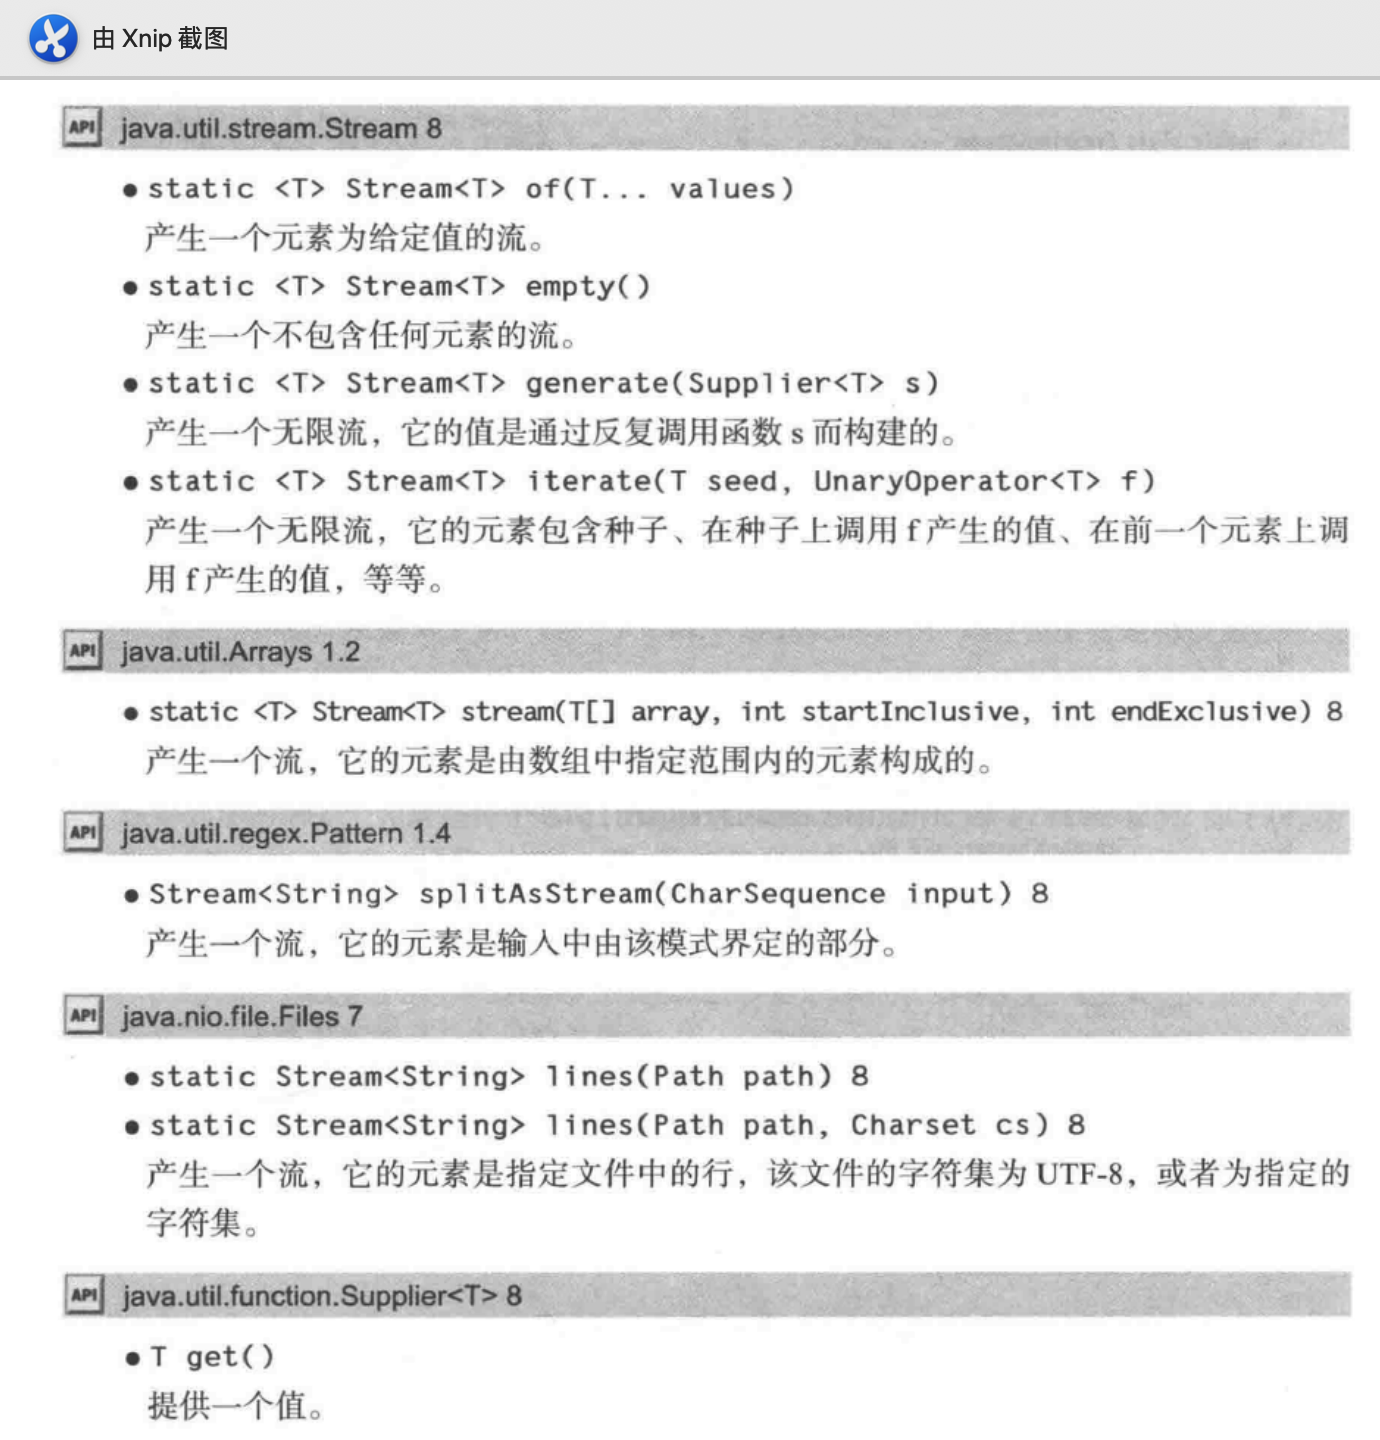 由 Xnip 截图
API java.util.stream.Stream 8
● static <T> Stream<T> of(T... values)
产生一个元素为给定值的流。
● static <T> Stream<T> empty()
产生一个不包含任何元素的流。
● static <T> Stream<T> generate(Supplier<T> s)
产生一个无限流，它的值是通过反复调用函数 s 而构建的。
● static <T> Stream<T> iterate(T seed, UnaryOperator<T> f)
产生一个无限流，它的元素包含种子、在种子上调用 f 产生的值、在前一个元素上调
用 f 产生的值，等等。
API java.util.Arrays 1.2
● static <T> Stream<T> stream(T[] array, int startInclusive, int endExclusive) 8
产生一个流，它的元素是由数组中指定范围内的元素构成的。
API java.util.regex.Pattern 1.4
● Stream<String> splitAsStream(CharSequence input) 8
产生一个流，它的元素是输入中由该模式界定的部分。
API java.nio.file.Files 7
● static Stream<String> lines(Path path) 8
● static Stream<String> lines(Path path, Charset cs) 8
产生一个流，它的元素是指定文件中的行，该文件的字符集为 UTF-8，或者为指定的
字符集。
API java.util.function.Supplier<T> 8
● T get()
提供一个值。